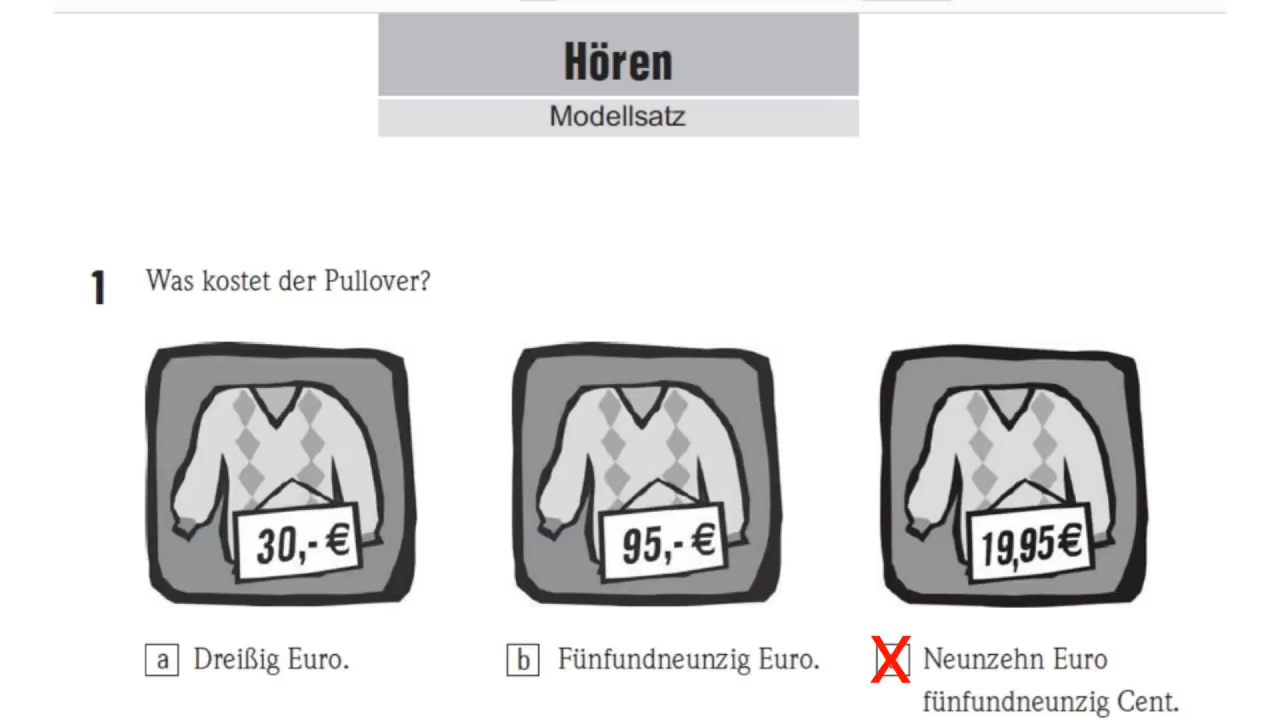 Hören
Modellsatz
1 Was kostet der Pullover?
30,- € 95,- € 19,95 €
a Dreißig Euro. b Fünfundneunzig Euro. X Neunzehn Euro
fünfundneunzig Cent.